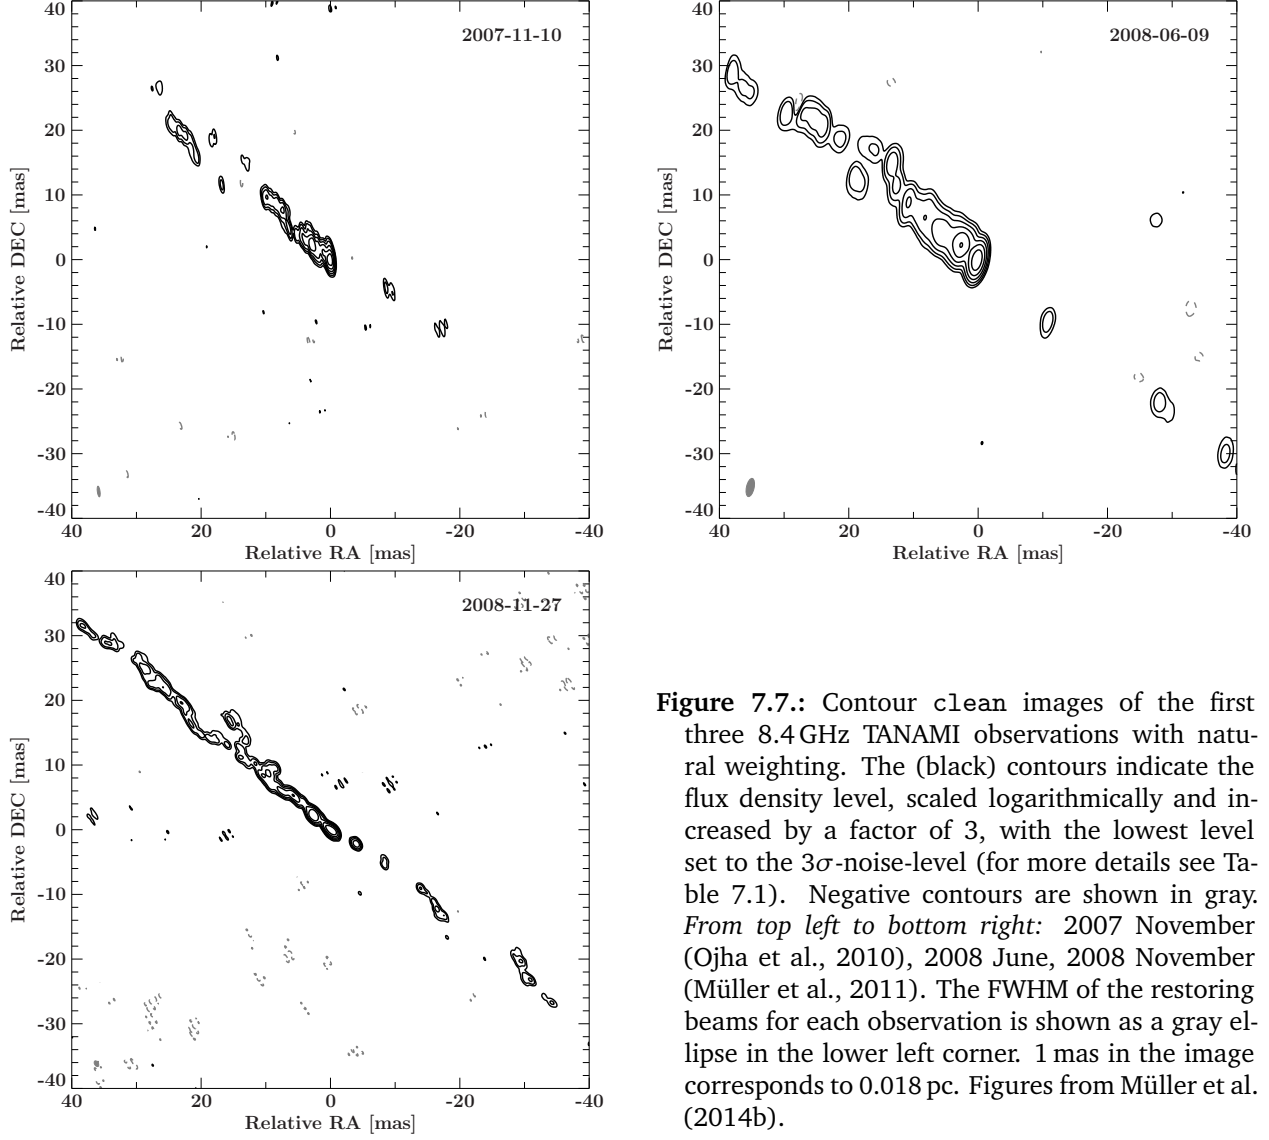 2007-11-10
40
30
20
10
0
-10
-20
-30
-40
Relative DEC [mas]
40
20
0
-20
-40
Relative RA [mas]
2008-06-09
40
30
20
10
0
-10
-20
-30
-40
Relative DEC [mas]
40
20
0
-20
-40
Relative RA [mas]
2008-11-27
40
30
20
10
0
-10
-20
-30
-40
Relative DEC [mas]
40
20
0
-20
-40
Relative RA [mas]
Figure 7.7.: Contour clean images of the first
three 8.4 GHz TANAMI observations with natu-
ral weighting. The (black) contours indicate the
flux density level, scaled logarithmically and in-
creased by a factor of 3, with the lowest level
set to the 3σ-noise-level (for more details see Ta-
ble 7.1). Negative contours are shown in gray.
From top left to bottom right: 2007 November
(Ojha et al., 2010), 2008 June, 2008 November
(Müller et al., 2011). The FWHM of the restoring
beams for each observation is shown as a gray el-
lipse in the lower left corner. 1 mas in the image
corresponds to 0.018 pc. Figures from Müller et al.
(2014b).